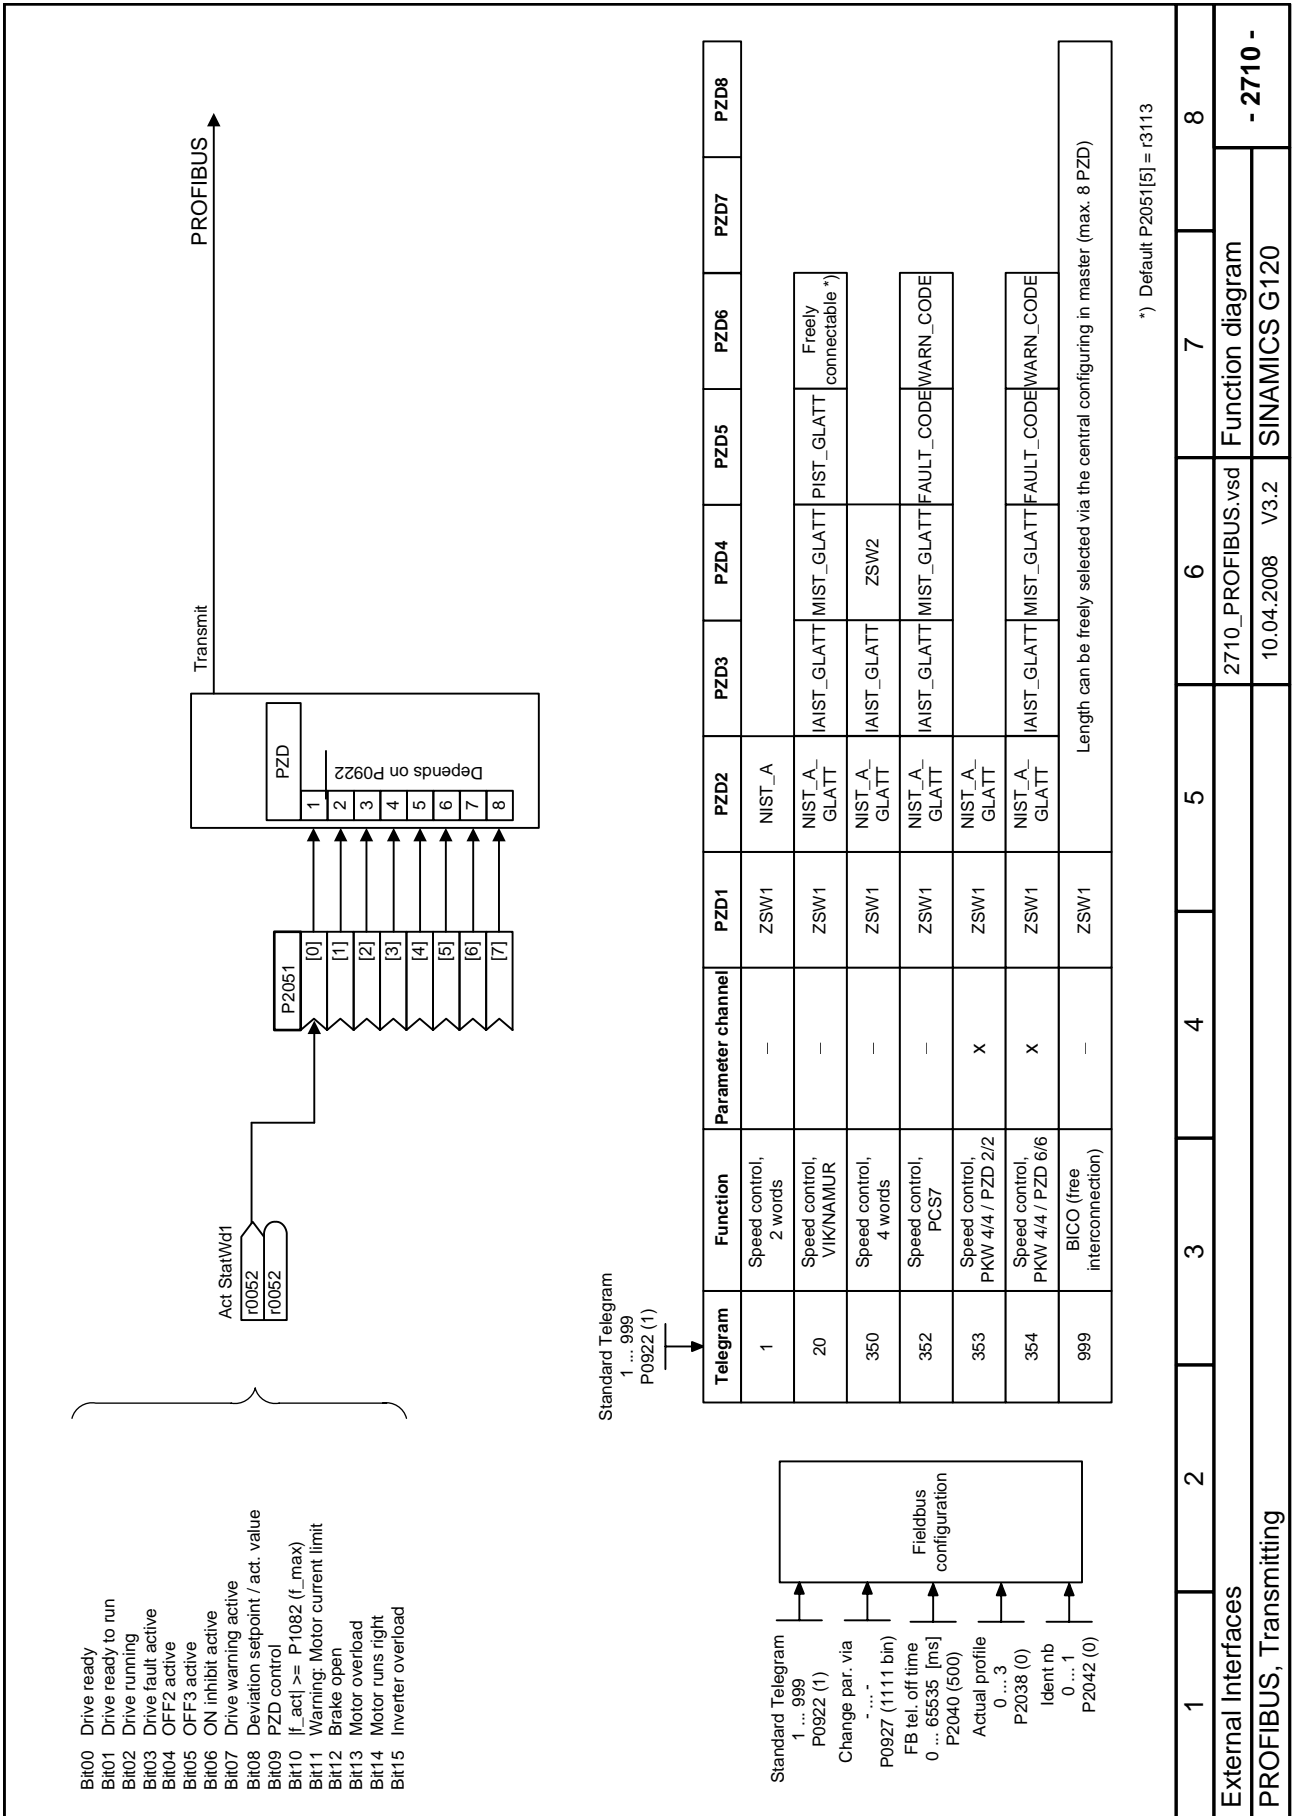 Bit00 Drive ready
Bit01 Drive ready to run
Bit02 Drive running
Bit03 Drive fault active
Bit04 OFF2 active
Bit05 OFF3 active
Bit06 ON inhibit active
Bit07 Drive warning active
Bit08 Deviation setpoint / act. value
Bit09 PZD control
Bit10 |f_act| >= P1082 (f_max)
Bit11 Warning: Motor current limit
Bit12 Brake open
Bit13 Motor overload
Bit14 Motor runs right
Bit15 Inverter overload
Act StatWd1
r0052
r0052
P2051
[0]
[1]
[2]
[3]
[4]
[5]
[6]
[7]
PZD
1
2
3
4
5
6
7
8
Depends on P0922
Transmit
PROFIBUS
Standard Telegram
1 ... 999
P0922 (1)
Change par. via
- ... -
P0927 (1111 bin)
FB tel. off time
0 ... 65535 [ms]
P2040 (500)
Actual profile
0 ... 3
P2038 (0)
Ident nb
0 ... 1
P2042 (0)
Fieldbus
configuration
Standard Telegram
1 ... 999
P0922 (1)
Telegram Function Parameter channel PZD1 PZD2 PZD3 PZD4 PZD5 PZD6 PZD7 PZD8
1 Speed control, 2 words – ZSW1 NIST_A
20 Speed control, VIK/NAMUR – ZSW1 NIST_A_ GLATT IAIST_GLATT MIST_GLATT PIST_GLATT Freely connectable *)
350 Speed control, 4 words – ZSW1 NIST_A_ GLATT IAIST_GLATT ZSW2
352 Speed control, PCS7 – ZSW1 NIST_A_ GLATT IAIST_GLATT MIST_GLATT FAULT_CODE WARN_CODE
353 Speed control, PKW 4/4 / PZD 2/2 x ZSW1 NIST_A_ GLATT
354 Speed control, PKW 4/4 / PZD 6/6 x ZSW1 NIST_A_ GLATT IAIST_GLATT MIST_GLATT FAULT_CODE WARN_CODE
999 BICO (free interconnection) – ZSW1 Length can be freely selected via the central configuring in master (max. 8 PZD)
*) Default P2051[5] = r3113
1 2 3 4 5 6 7 8
External Interfaces 2710_PROFIBUS.vsd Function diagram - 2710 -
PROFIBUS, Transmitting 10.04.2008 V3.2 SINAMICS G120